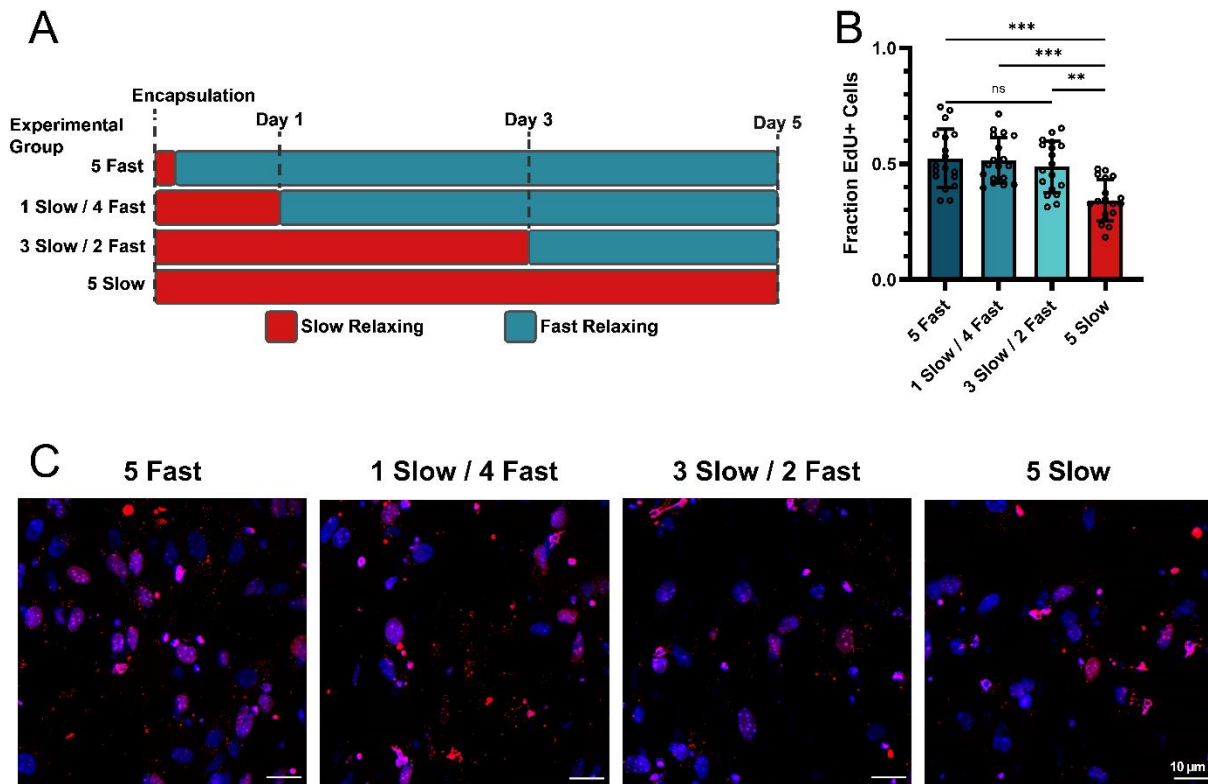 A
Encapsulation
Experimental
Group
Day 1
Day 3
Day 5
5 Fast
1 Slow / 4 Fast
3 Slow / 2 Fast
5 Slow
Slow Relaxing
Fast Relaxing
B
***
***
**
ns
1.0
0.5
0.0
Fraction EdU+ Cells
5 Fast
1 Slow / 4 Fast
3 Slow / 2 Fast
5 Slow
C
5 Fast
1 Slow / 4 Fast
3 Slow / 2 Fast
5 Slow
10 µm